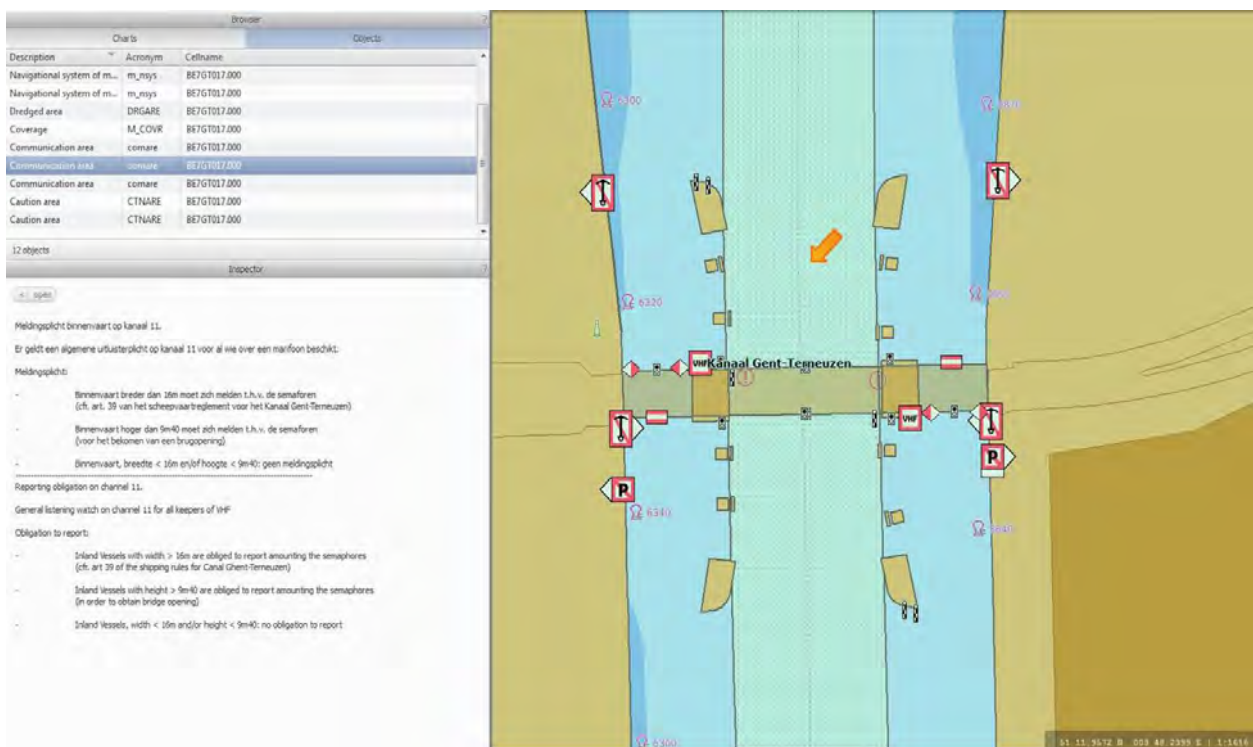 Browser ?
Charts Objects
Description Acronym Cellname
Navigational system of m... m_nsys BE7GT017.000
Navigational system of m... m_nsys BE7GT017.000
Dredged area DRGARE BE7GT017.000
Coverage M_COVR BE7GT017.000
Communication area comare BE7GT017.000
Communication area comare BE7GT017.000
Communication area comare BE7GT017.000
Caution area CTNARE BE7GT017.000
Caution area CTNARE BE7GT017.000
12 objects
Inspector ?
< open
Meldingsplicht binnenvaart op kanaal 11.
Er geldt een algemene uitluisterplicht op kanaal 11 voor al wie over een marifoon beschikt.
Meldingsplicht:
- Binnenvaart breder dan 16m moet zich melden t.h.v. de semaforen
(cfr. art. 39 van het scheepvaartreglement voor het Kanaal Gent-Terneuzen)
- Binnenvaart hoger dan 9m40 moet zich melden t.h.v. de semaforen
(voor het bekomen van een brugopening)
- Binnenvaart, breedte < 16m en/of hoogte < 9m40: geen meldingsplicht
Reporting obligation on channel 11.
General listening watch on channel 11 for all keepers of VHF
Obligation to report:
- Inland Vessels with width > 16m are obliged to report amounting the semaphores
(cfr. art 39 of the shipping rules for Canal Ghent-Terneuzen)
- Inland Vessels with height > 9m40 are obliged to report amounting the semaphores
(in order to obtain bridge opening)
- Inland Vessels, width < 16m and/or height < 9m40: no obligation to report
6300
6320
VHF Kanaal Gent-Terneuzen
VHF
P
P
6340
6300